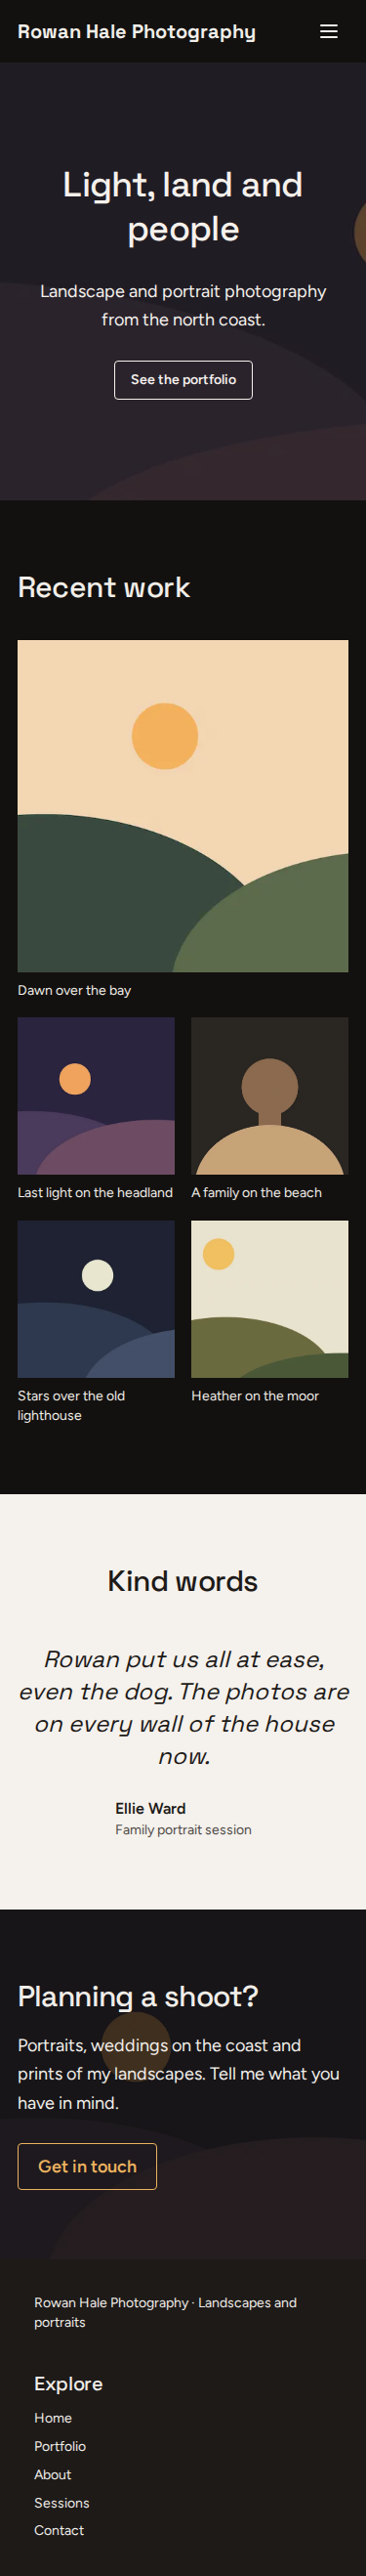 Rowan Hale Photography
Light, land and
people
Landscape and portrait photography
from the north coast.
See the portfolio
Recent work
Dawn over the bay
Last light on the headland
A family on the beach
Stars over the old
lighthouse
Heather on the moor
Kind words
Rowan put us all at ease,
even the dog. The photos are
on every wall of the house
now.
Ellie Ward
Family portrait session
Planning a shoot?
Portraits, weddings on the coast and
prints of my landscapes. Tell me what you
have in mind.
Get in touch
Rowan Hale Photography · Landscapes and
portraits
Explore
Home
Portfolio
About
Sessions
Contact